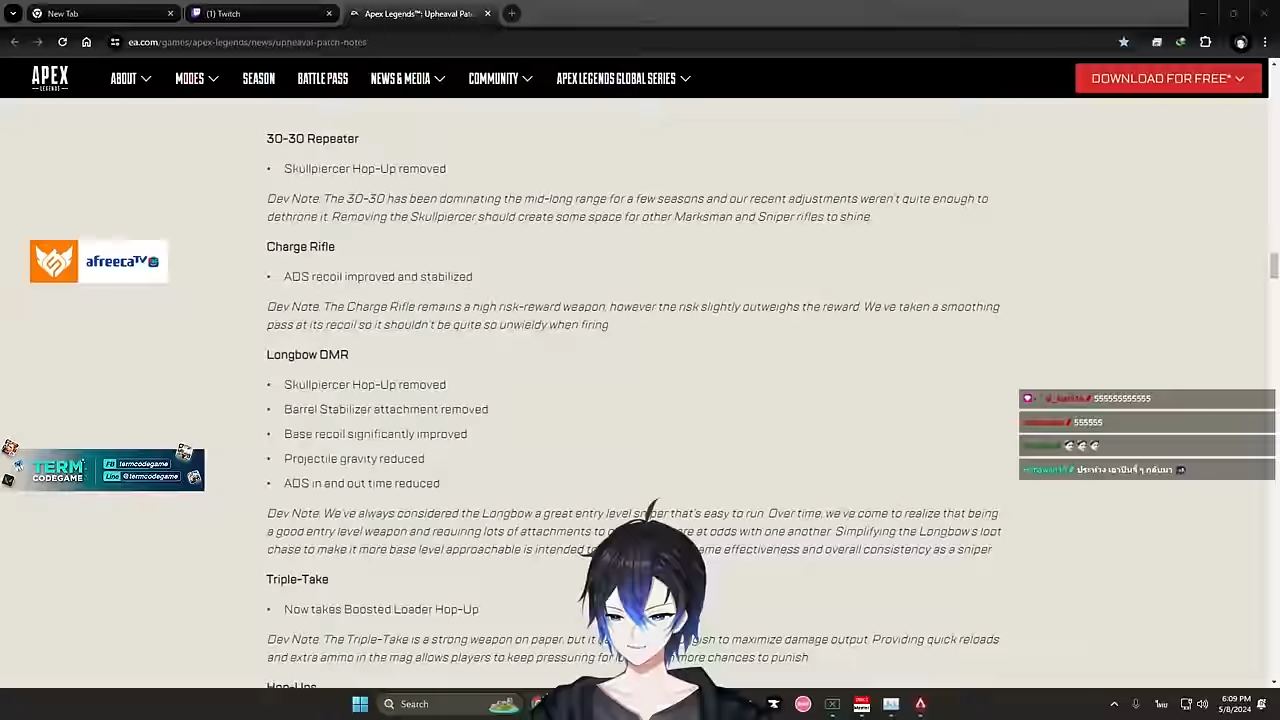 New Tab
(1) Twitch
Apex Legends™: Upheaval Pat
ea.com/games/apex-legends/news/upheaval-patch-notes
APEX
LEGENDS
ABOUT
MODES
SEASON
BATTLE PASS
NEWS & MEDIA
COMMUNITY
APEX LEGENDS GLOBAL SERIES
DOWNLOAD FOR FREE*
30-30 Repeater
• Skullpiercer Hop-Up removed
Dev Note: The 30-30 has been dominating the mid-long range for a few seasons and our recent adjustments weren't quite enough to
dethrone it. Removing the Skullpiercer should create some space for other Marksman and Sniper rifles to shine.
Charge Rifle
• ADS recoil improved and stabilized
Dev Note: The Charge Rifle remains a high risk-reward weapon, however the risk slightly outweighs the reward. We've taken a smoothing
pass at its recoil so it shouldn't be quite so unwieldy when firing.
Longbow DMR
• Skullpiercer Hop-Up removed
• Barrel Stabilizer attachment removed
• Base recoil significantly improved
• Projectile gravity reduced
• ADS in and out time reduced
Dev Note: We've always considered the Longbow a great entry level sniper that's easy to run. Over time, we've come to realize that being
a good entry level weapon and requiring lots of attachments to at odds with one another. Simplifying the Longbow's loot
chase to make it more base level approachable is intended effectiveness and overall consistency as a sniper
Triple-Take
• Now takes Boosted Loader Hop-Up
Dev Note: The Triple-Take is a strong weapon on paper, but it to maximize damage output. Providing quick reloads
and extra ammo in the mag allows players to keep pressuring for more chances to punish
Hop-Ups
afreecaTV
TERM
CODEGAME
FB termcodegame
Line @termcodegame
555555555555
555555
Search
ไทย
6:09 PM
5/8/2024